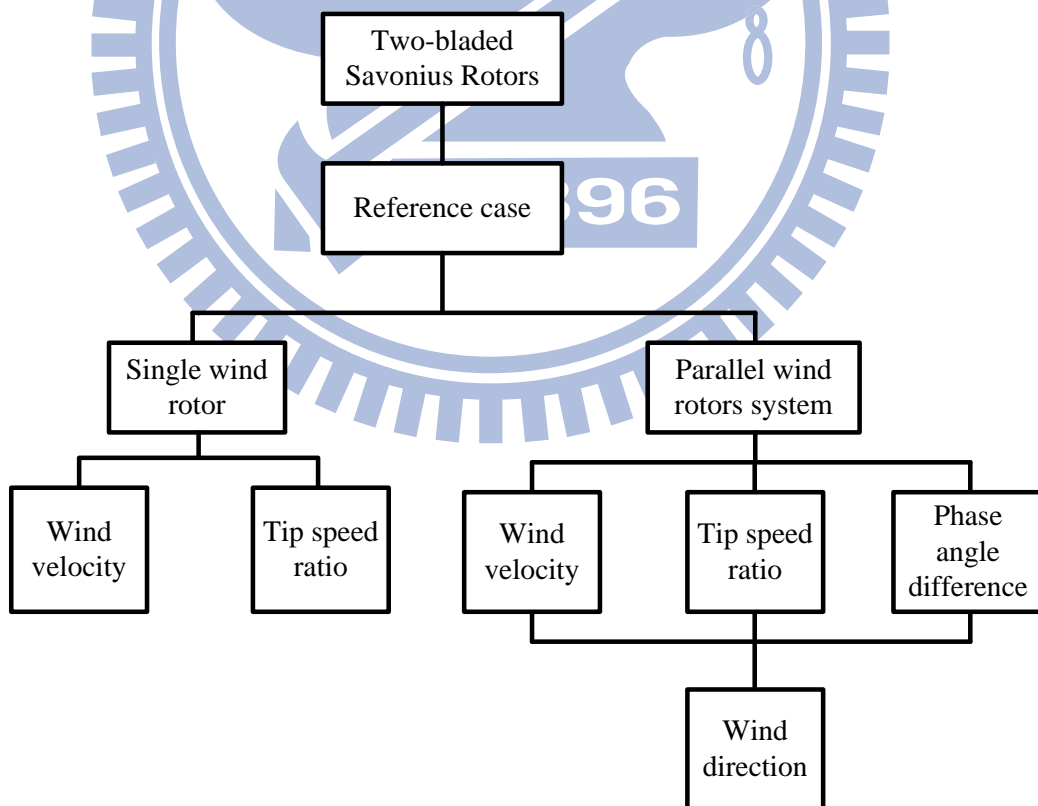 Two-bladed
Savonius Rotors
Reference case
896
Single wind
rotor
Parallel wind
rotors system
Wind
velocity
Tip speed
ratio
Wind
velocity
Tip speed
ratio
Phase
angle
difference
Wind
direction